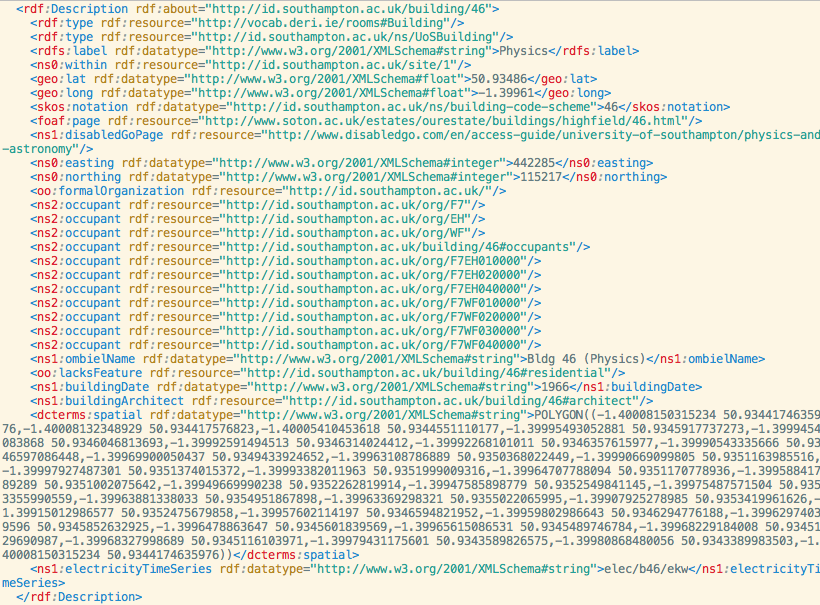 <rdf:Description rdf:about="http://id.southampton.ac.uk/building/46">
<rdf:type rdf:resource="http://vocab.deri.ie/rooms#Building"/>
<rdf:type rdf:resource="http://id.southampton.ac.uk/ns/UoSBuilding"/>
<rdfs:label rdf:datatype="http://www.w3.org/2001/XMLSchema#string">Physics</rdfs:label>
<ns0:within rdf:resource="http://id.southampton.ac.uk/site/1"/>
<geo:lat rdf:datatype="http://www.w3.org/2001/XMLSchema#float">50.93486</geo:lat>
<geo:long rdf:datatype="http://www.w3.org/2001/XMLSchema#float">-1.39961</geo:long>
<skos:notation rdf:datatype="http://id.southampton.ac.uk/ns/building-code-scheme">46</skos:notation>
<foaf:page rdf:resource="http://www.soton.ac.uk/estates/ourestate/buildings/highfield/46.html"/>
<ns1:disabledGoPage rdf:resource="http://www.disabledgo.com/en/access-guide/university-of-southampton/physics-and
-astronomy"/>
<ns0:easting rdf:datatype="http://www.w3.org/2001/XMLSchema#integer">442285</ns0:easting>
<ns0:northing rdf:datatype="http://www.w3.org/2001/XMLSchema#integer">115217</ns0:northing>
<oo:formalOrganization rdf:resource="http://id.southampton.ac.uk/"/>
<ns2:occupant rdf:resource="http://id.southampton.ac.uk/org/F7"/>
<ns2:occupant rdf:resource="http://id.southampton.ac.uk/org/EH"/>
<ns2:occupant rdf:resource="http://id.southampton.ac.uk/org/WF"/>
<ns2:occupant rdf:resource="http://id.southampton.ac.uk/building/46#occupants"/>
<ns2:occupant rdf:resource="http://id.southampton.ac.uk/org/F7EH010000"/>
<ns2:occupant rdf:resource="http://id.southampton.ac.uk/org/F7EH020000"/>
<ns2:occupant rdf:resource="http://id.southampton.ac.uk/org/F7EH040000"/>
<ns2:occupant rdf:resource="http://id.southampton.ac.uk/org/F7WF010000"/>
<ns2:occupant rdf:resource="http://id.southampton.ac.uk/org/F7WF020000"/>
<ns2:occupant rdf:resource="http://id.southampton.ac.uk/org/F7WF030000"/>
<ns2:occupant rdf:resource="http://id.southampton.ac.uk/org/F7WF040000"/>
<ns1:ombielName rdf:datatype="http://www.w3.org/2001/XMLSchema#string">Bldg 46 (Physics)</ns1:ombielName>
<oo:lacksFeature rdf:resource="http://id.southampton.ac.uk/building/46#residential"/>
<ns1:buildingDate rdf:datatype="http://www.w3.org/2001/XMLSchema#string">1966</ns1:buildingDate>
<ns1:buildingArchitect rdf:resource="http://id.southampton.ac.uk/building/46#architect"/>
<dcterms:spatial rdf:datatype="http://www.w3.org/2001/XMLSchema#string">POLYGON((-1.40008150315234 50.93441746359
76,-1.40008132348929 50.934417576823,-1.40005410453618 50.9344551110177,-1.39995493052881 50.9345917737273,-1.3999454
083868 50.9346046813693,-1.39992591494513 50.9346314024412,-1.39992268101011 50.9346357615977,-1.39990543335666 50.93
46597086448,-1.39969900050437 50.9349433924652,-1.39963108786889 50.9350368022449,-1.39990669099805 50.9351163985516,
-1.39997927487301 50.9351374015372,-1.39993382011963 50.9351999009316,-1.39964707788094 50.9351170778936,-1.399588417
89289 50.9351002075642,-1.39949669990238 50.9352262819914,-1.39947585898779 50.9352549841145,-1.39975487571504 50.935
3355990559,-1.39963881338033 50.9354951867898,-1.39963369298321 50.9355022065995,-1.39907925278985 50.9353419961626,-
1.39915012986577 50.9352475679858,-1.39957602114197 50.9346594821952,-1.39959802986643 50.9346294776188,-1.3996297403
9596 50.9345852632925,-1.3996478863647 50.9345601839569,-1.39965615086531 50.9345489746784,-1.39968229184008 50.93451
29690987,-1.39968327998689 50.9345116103971,-1.39979431175601 50.9343589826575,-1.39980868480056 50.9343389983503,-1.
40008150315234 50.9344174635976))</dcterms:spatial>
<ns1:electricityTimeSeries rdf:datatype="http://www.w3.org/2001/XMLSchema#string">elec/b46/ekw</ns1:electricityTi
meSeries>
</rdf:Description>